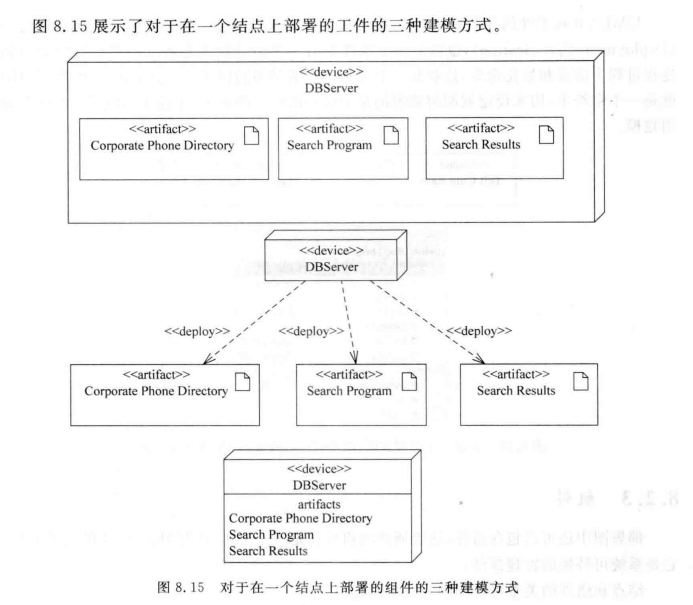 图 8.15 展示了对于在一个结点上部署的工件的三种建模方式。
<<device>>
DBServer
<<artifact>>
Corporate Phone Directory
<<artifact>>
Search Program
<<artifact>>
Search Results
<<device>>
DBServer
<<deploy>>
<<deploy>>
<<deploy>>
<<artifact>>
Corporate Phone Directory
<<artifact>>
Search Program
<<artifact>>
Search Results
<<device>>
DBServer
artifacts
Corporate Phone Directory
Search Program
Search Results
图 8.15 对于在一个结点上部署的组件的三种建模方式